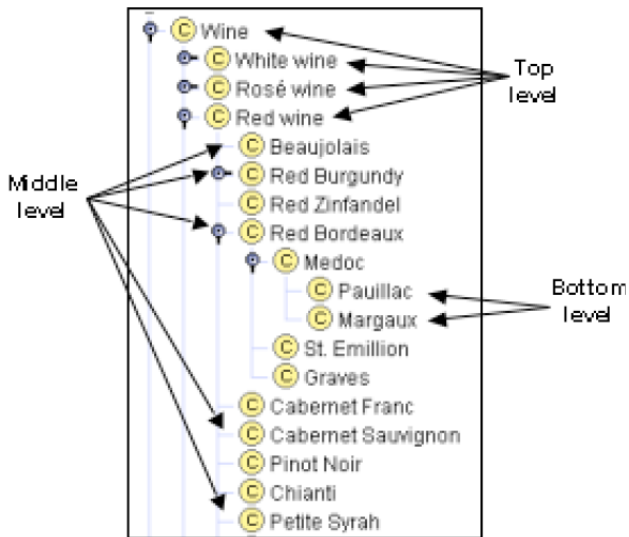 Wine
White wine
Rosé wine
Red wine
Top
level
Beaujolais
Red Burgundy
Red Zinfandel
Red Bordeaux
Middle
level
Medoc
Pauillac
Margaux
Bottom
level
St. Emillion
Graves
Cabernet Franc
Cabernet Sauvignon
Pinot Noir
Chianti
Petite Syrah